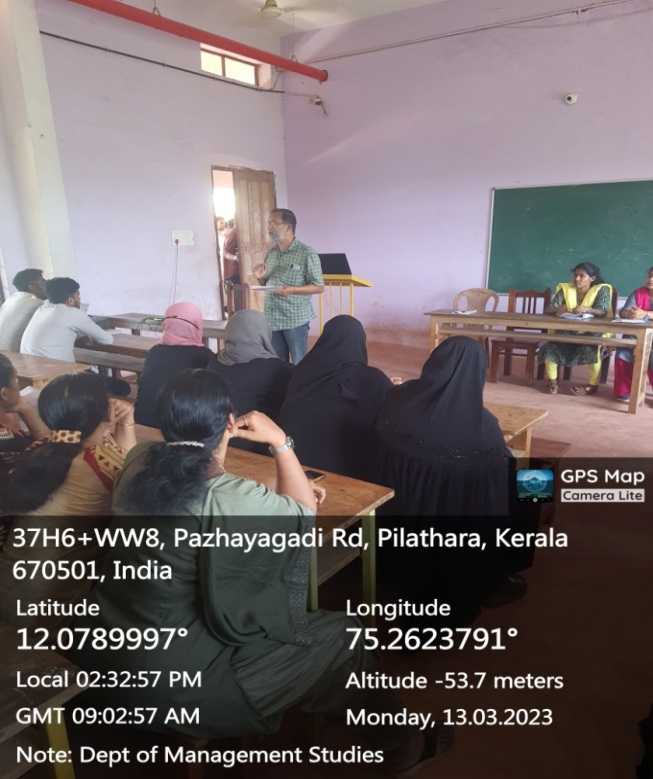 GPS Map
Camera Lite
37H6+WW8, Pazhayagadi Rd, Pilathara, Kerala
670501, India
Latitude
12.0789997°
Longitude
75.2623791°
Local 02:32:57 PM
Altitude -53.7 meters
GMT 09:02:57 AM
Monday, 13.03.2023
Note: Dept of Management Studies